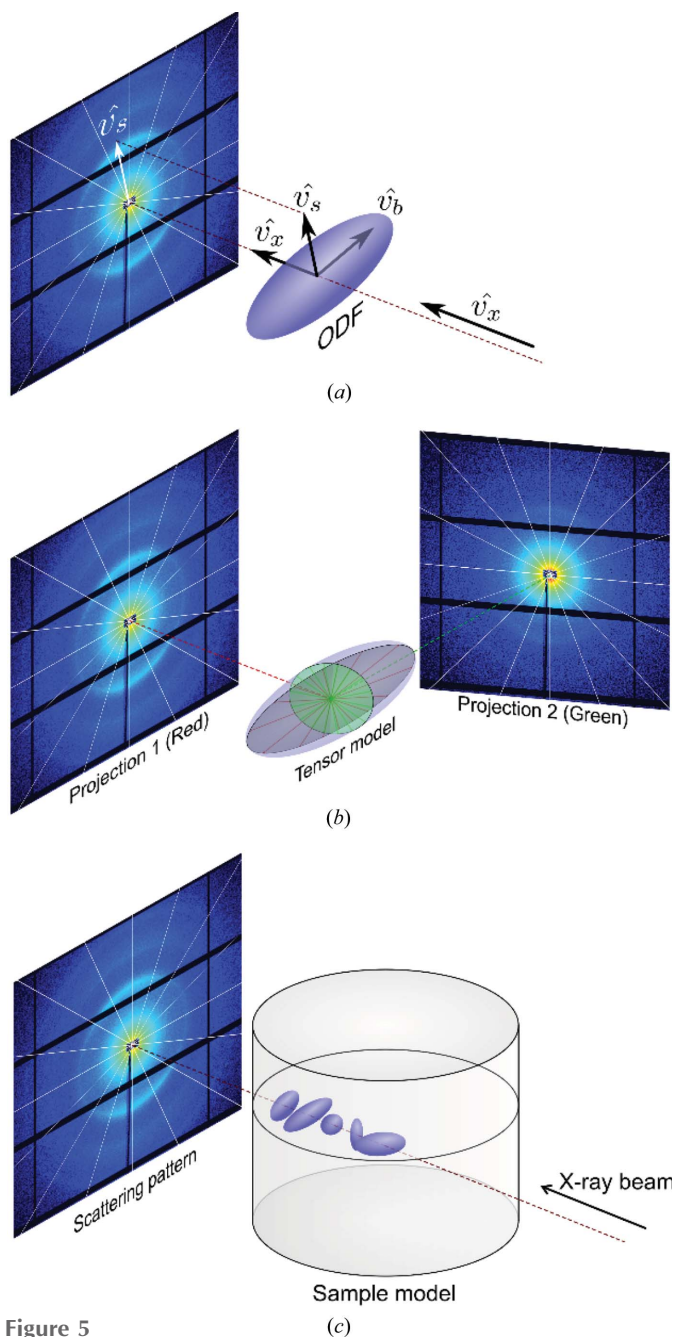 v̂s
v̂s
v̂b
v̂x
v̂x
ODF
(a)
Projection 1 (Red)
Tensor model
Projection 2 (Green)
(b)
Scattering pattern
X-ray beam
Sample model
Figure 5
(c)